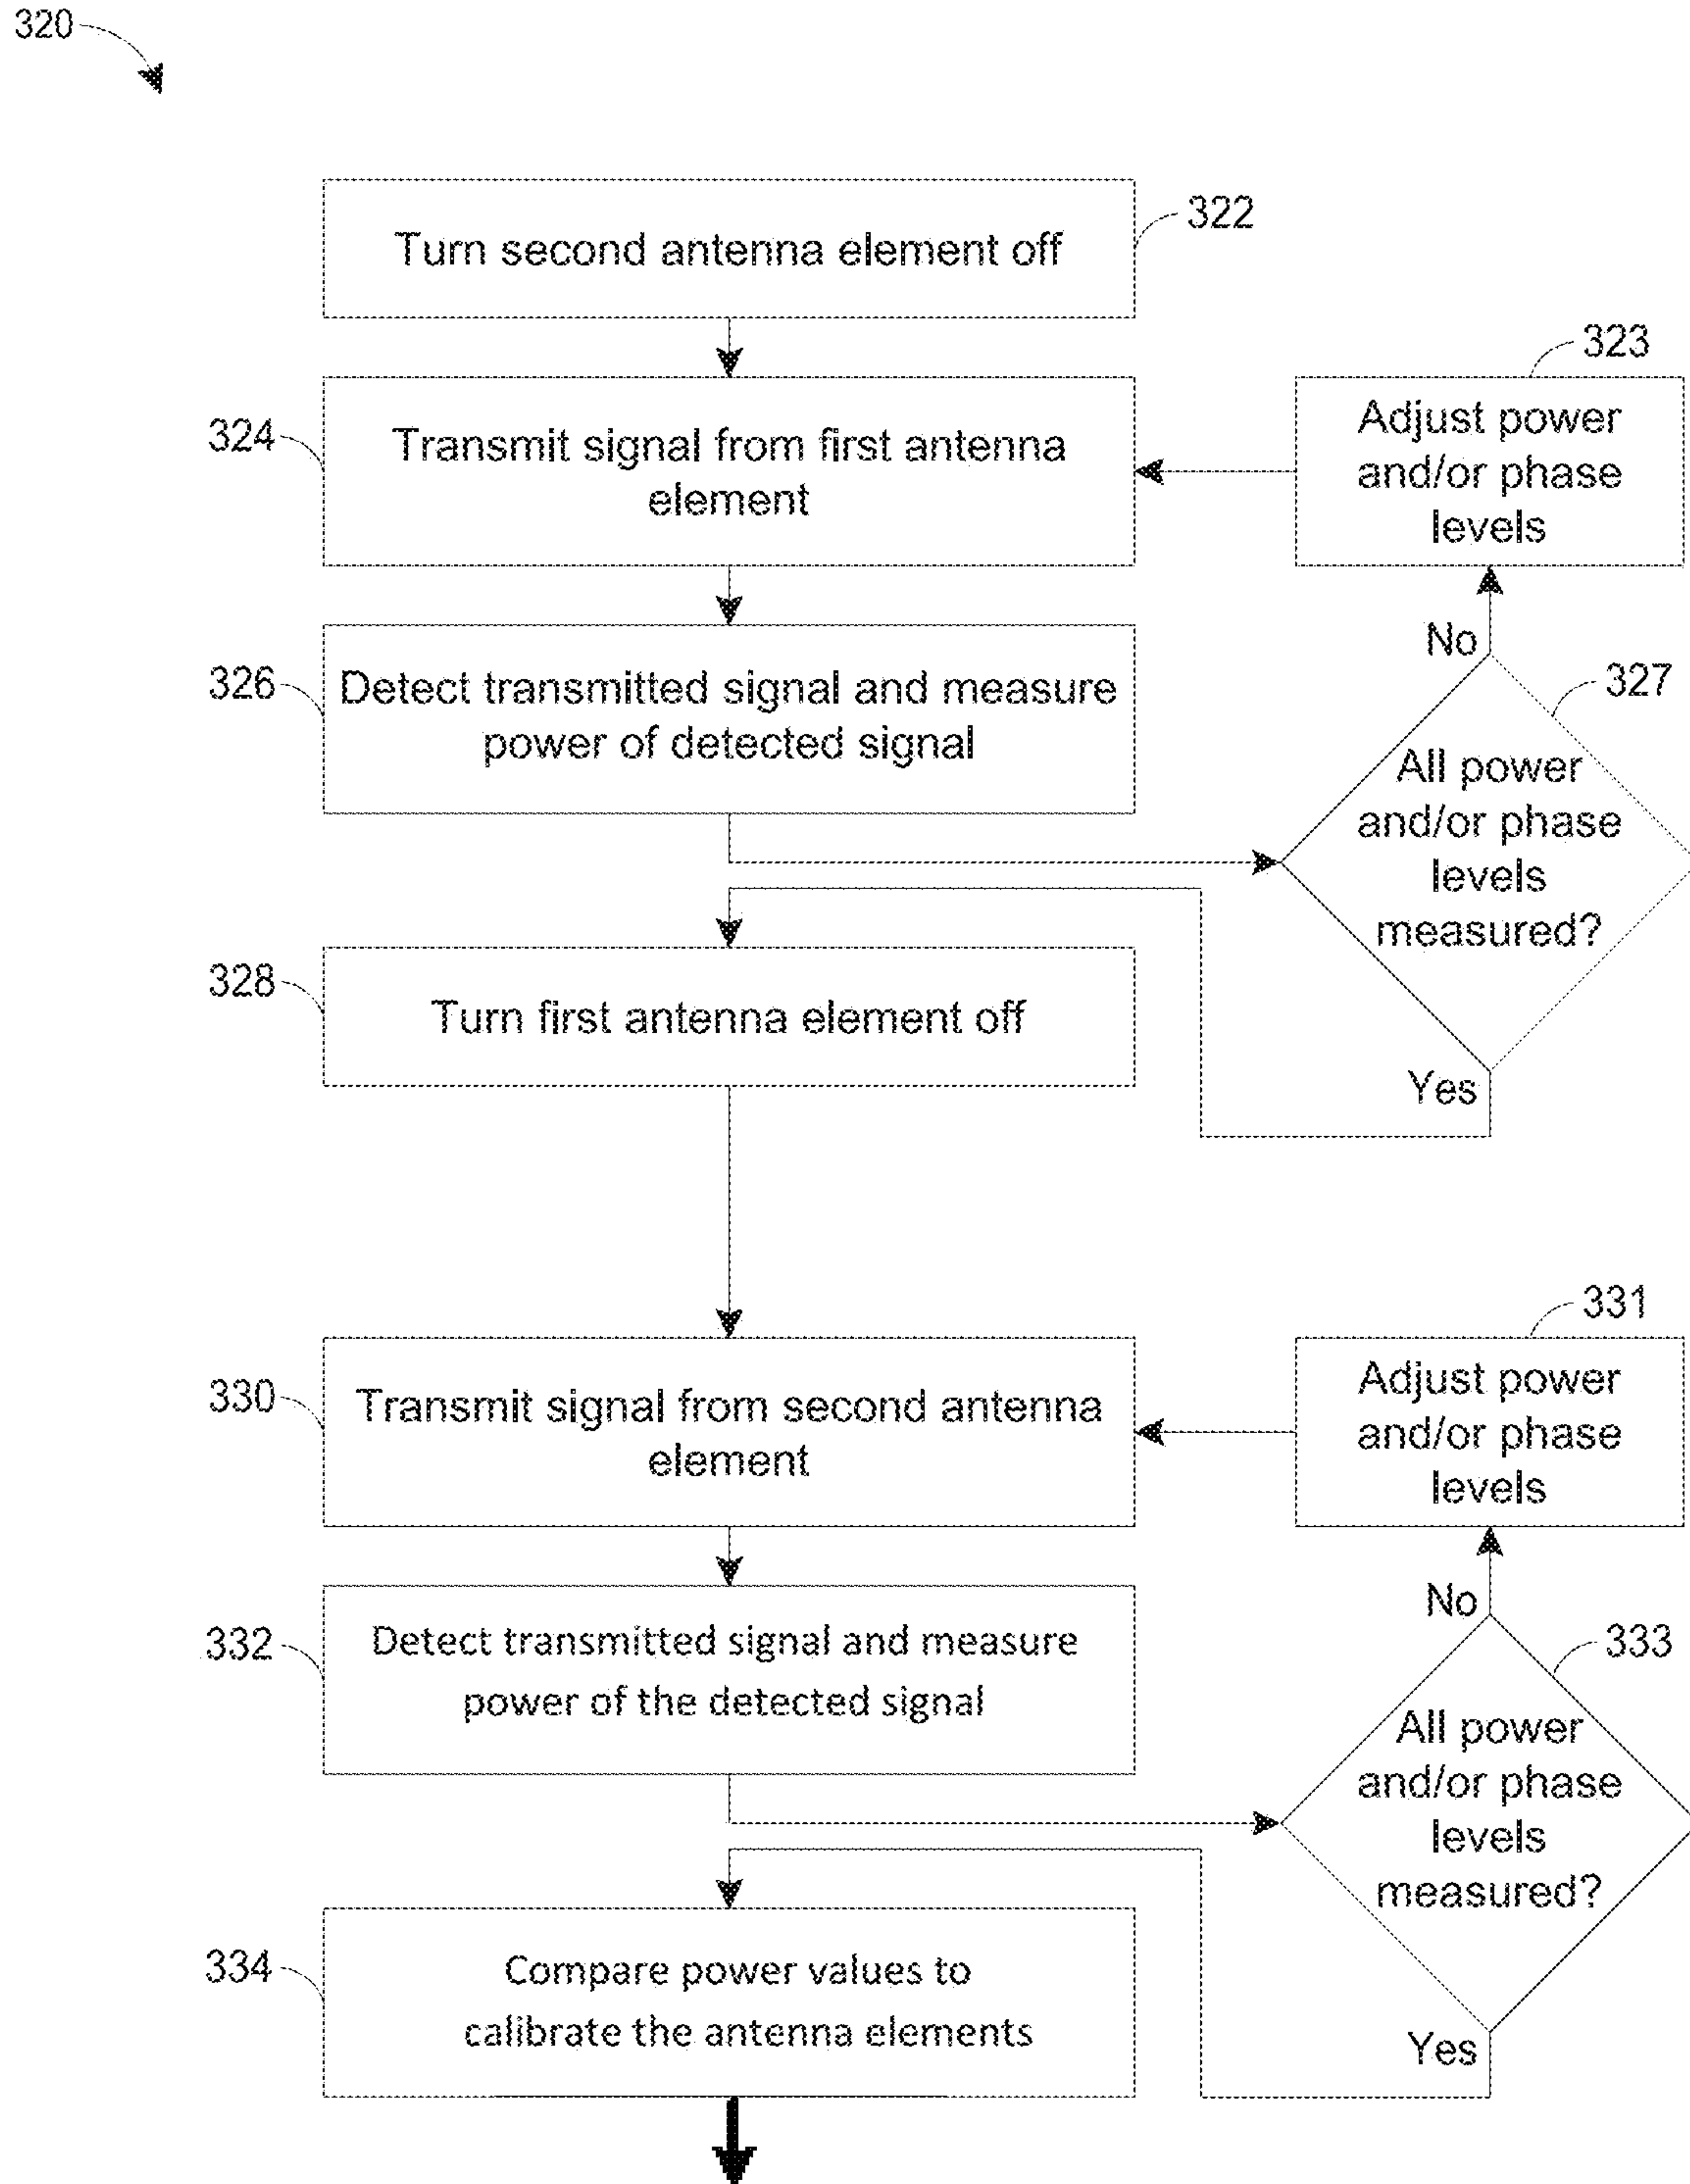 320
Turn second antenna element off
322
323
324
Transmit signal from first antenna
element
Adjust power
and/or phase
levels
326
Detect transmitted signal and measure
power of detected signal
No
327
All power
and/or phase
levels
measured?
328
Turn first antenna element off
Yes
331
330
Transmit signal from second antenna
element
Adjust power
and/or phase
levels
332
Detect transmitted signal and measure
power of the detected signal
No
333
All power
and/or phase
levels
measured?
334
Compare power values to
calibrate the antenna elements
Yes